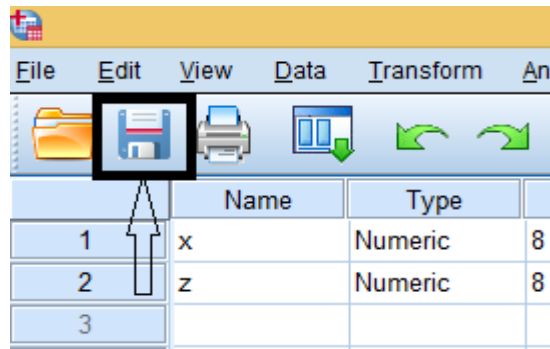 File Edit View Data Transform An
Name Type
1 x Numeric 8
2 z Numeric 8
3